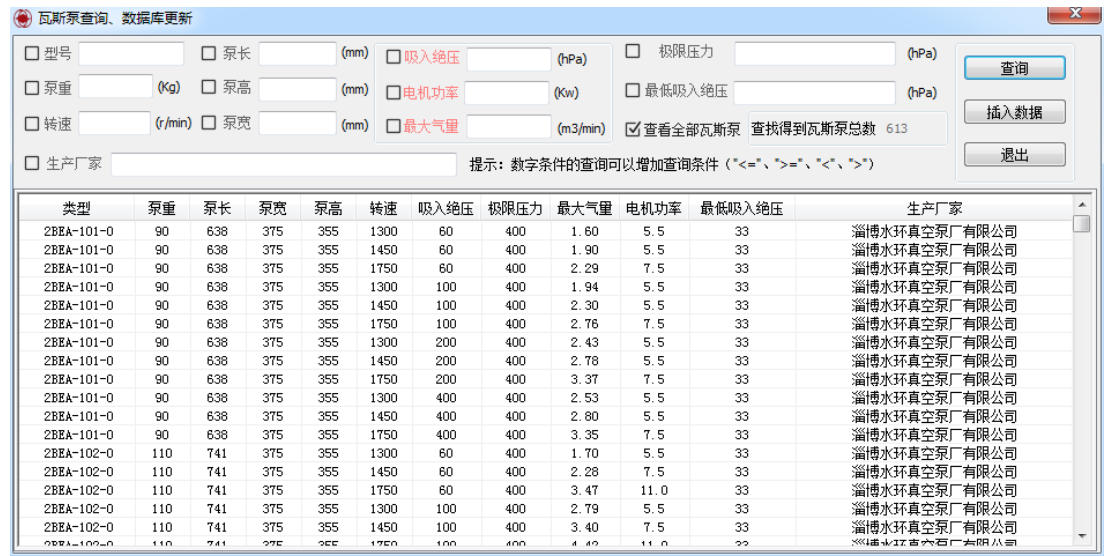 瓦斯泵查询、数据库更新
型号 泵长 (mm) 吸入绝压 (hPa) 极限压力 (hPa) 查询
泵重 (Kg) 泵高 (mm) 电机功率 (Kw) 最低吸入绝压 (hPa)
插入数据
转速 (r/min) 泵宽 (mm) 最大气量 (m3/min) 查看全部瓦斯泵 查找得到瓦斯泵总数 613
生产厂家 提示：数字条件的查询可以增加查询条件（"<="、">="、"<"、">"） 退出
类型 泵重 泵长 泵宽 泵高 转速 吸入绝压 极限压力 最大气量 电机功率 最低吸入绝压 生产厂家
2BEA-101-0 90 638 375 355 1300 60 400 1.60 5.5 33 淄博水环真空泵厂有限公司
2BEA-101-0 90 638 375 355 1450 60 400 1.90 5.5 33 淄博水环真空泵厂有限公司
2BEA-101-0 90 638 375 355 1750 60 400 2.29 7.5 33 淄博水环真空泵厂有限公司
2BEA-101-0 90 638 375 355 1300 100 400 1.94 5.5 33 淄博水环真空泵厂有限公司
2BEA-101-0 90 638 375 355 1450 100 400 2.30 5.5 33 淄博水环真空泵厂有限公司
2BEA-101-0 90 638 375 355 1750 100 400 2.76 7.5 33 淄博水环真空泵厂有限公司
2BEA-101-0 90 638 375 355 1300 200 400 2.43 5.5 33 淄博水环真空泵厂有限公司
2BEA-101-0 90 638 375 355 1450 200 400 2.78 5.5 33 淄博水环真空泵厂有限公司
2BEA-101-0 90 638 375 355 1750 200 400 3.37 7.5 33 淄博水环真空泵厂有限公司
2BEA-101-0 90 638 375 355 1300 400 400 2.53 5.5 33 淄博水环真空泵厂有限公司
2BEA-101-0 90 638 375 355 1450 400 400 2.80 5.5 33 淄博水环真空泵厂有限公司
2BEA-101-0 90 638 375 355 1750 400 400 3.35 7.5 33 淄博水环真空泵厂有限公司
2BEA-102-0 110 741 375 355 1300 60 400 1.70 5.5 33 淄博水环真空泵厂有限公司
2BEA-102-0 110 741 375 355 1450 60 400 2.28 7.5 33 淄博水环真空泵厂有限公司
2BEA-102-0 110 741 375 355 1750 60 400 3.47 11.0 33 淄博水环真空泵厂有限公司
2BEA-102-0 110 741 375 355 1300 100 400 2.79 5.5 33 淄博水环真空泵厂有限公司
2BEA-102-0 110 741 375 355 1450 100 400 3.40 7.5 33 淄博水环真空泵厂有限公司
2BEA-102-0 110 741 375 355 1750 100 400 4.42 11.0 33 淄博水环真空泵厂有限公司